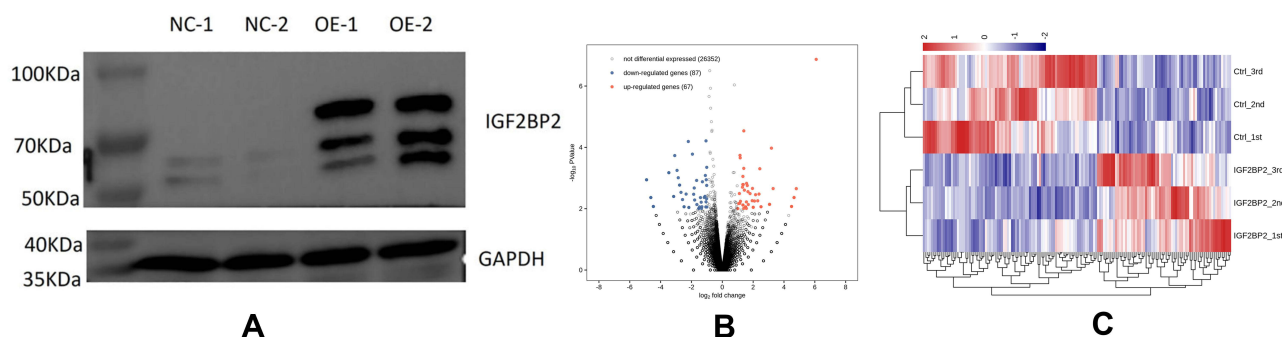 NC-1 NC-2 OE-1 OE-2
100KDa
70KDa
50KDa
40KDa
35KDa
IGF2BP2
GAPDH
A
not differential expressed (26352)
down-regulated genes (87)
up-regulated genes (67)
-log₁₀ PValue
6
4
2
0
-8 -6 -4 -2 0 2 4 6 8
log₂ fold change
B
2 1 0 -1 -2
Ctrl_3rd
Ctrl_2nd
Ctrl_1st
IGF2BP2_3rd
IGF2BP2_2nd
IGF2BP2_1st
C